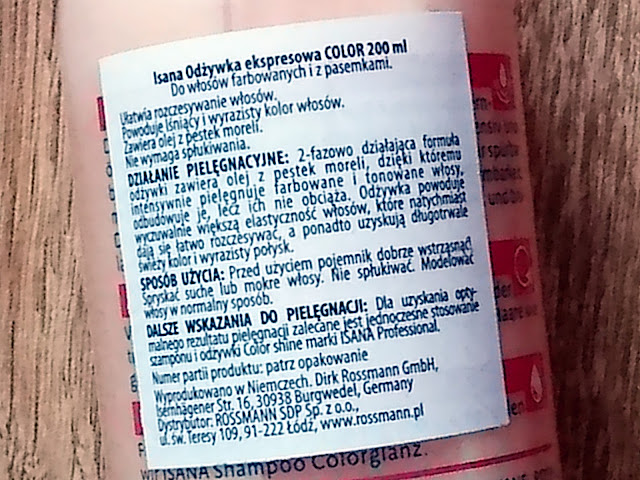 Isana Odżywka ekspresowa COLOR 200 ml
Do włosów farbowanych i z pasemkami.
Ułatwia rozczesywanie włosów.
Powoduje lśniący i wyrazisty kolor włosów.
Zawiera olej z pestek moreli.
Nie wymaga spłukiwania.
DZIAŁANIE PIELĘGNACYJNE: 2-fazowo działająca formuła
odżywki zawiera olej z pestek moreli, dzięki któremu
intensywnie pielęgnuje farbowane i tonowane włosy,
odbudowuje je, lecz ich nie obciąża. Odżywka powoduje
wyczuwalnie większą elastyczność włosów, które natychmiast
dają się łatwo rozczesywać, a ponadto uzyskują długotrwale
świeży kolor i wyrazisty połysk.
SPOSÓB UŻYCIA: Przed użyciem pojemnik dobrze wstrząsnąć.
Spryskać suche lub mokre włosy. Nie spłukiwać. Modelować
włosy w normalny sposób.
DALSZE WSKAZANIA DO PIELĘGNACJI: Dla uzyskania opty-
malnego rezultatu pielęgnacji zalecane jest jednoczesne stosowanie
szamponu i odżywki Color shine marki ISANA Professional.
Numer partii produktu: patrz opakowanie
Wyprodukowano w Niemczech. Dirk Rossmann GmbH,
Isernhägener Str. 16, 30938 Burgwedel, Germany
Dystrybutor: ROSSMANN SDP Sp. z o.o.,
ul. św. Teresy 109, 91-222 Łódź, www.rossmann.pl
wir ISANA Shampoo Colorglanz.